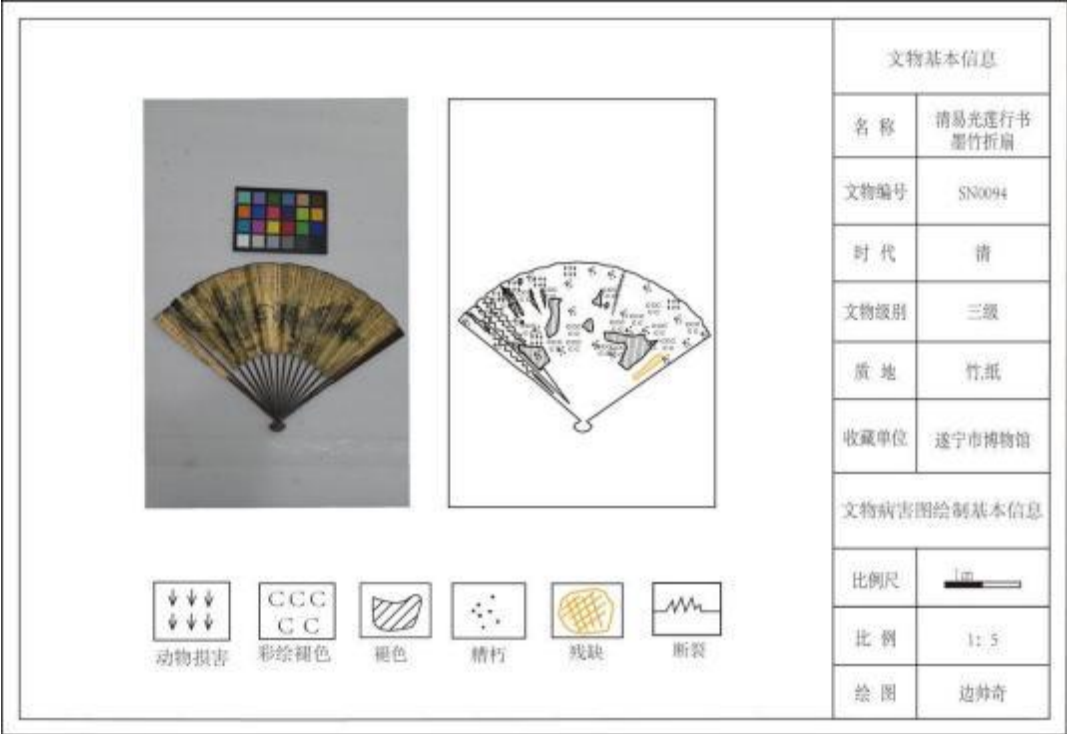 文物基本信息
名 称
清易光莲行书
墨竹折扇
文物编号
SN0094
时 代
清
文物级别
三级
质 地
竹,纸
收藏单位
遂宁市博物馆
文物病害图绘制基本信息
比例尺
1cm
比 例
1: 5
绘 图
边帅奇
CCC
CC
动物损害
彩绘褪色
褪色
糟朽
残缺
断裂